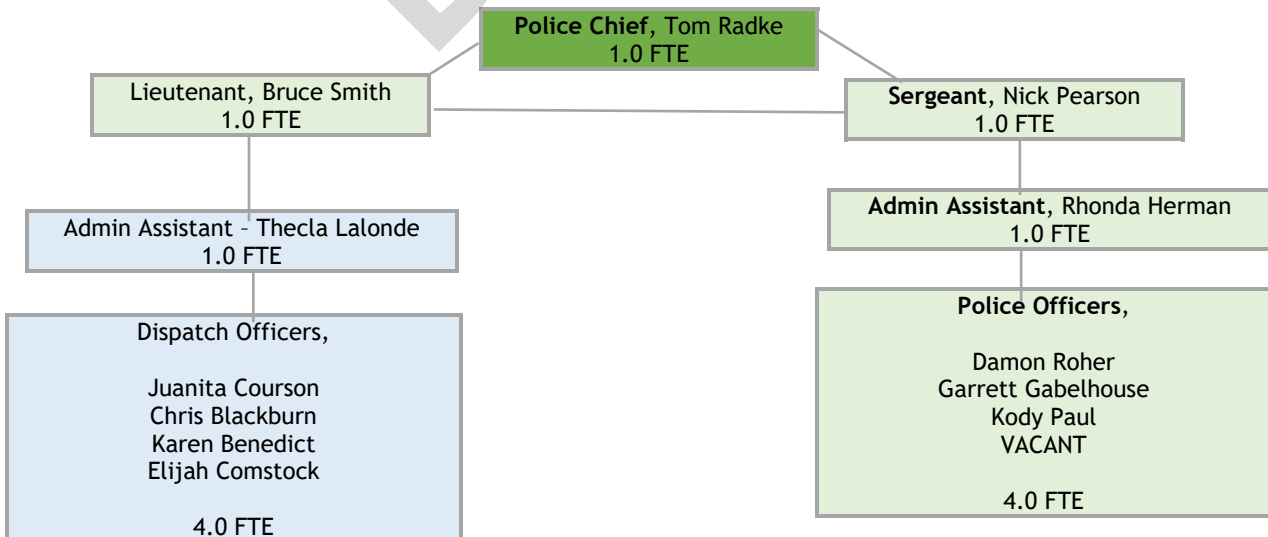 Police Chief, Tom Radke
1.0 FTE
Lieutenant, Bruce Smith
1.0 FTE
Sergeant, Nick Pearson
1.0 FTE
Admin Assistant – Thecla Lalonde
1.0 FTE
Admin Assistant, Rhonda Herman
1.0 FTE
Dispatch Officers,
Juanita Courson
Chris Blackburn
Karen Benedict
Elijah Comstock
4.0 FTE
Police Officers,
Damon Roher
Garrett Gabelhouse
Kody Paul
VACANT
4.0 FTE